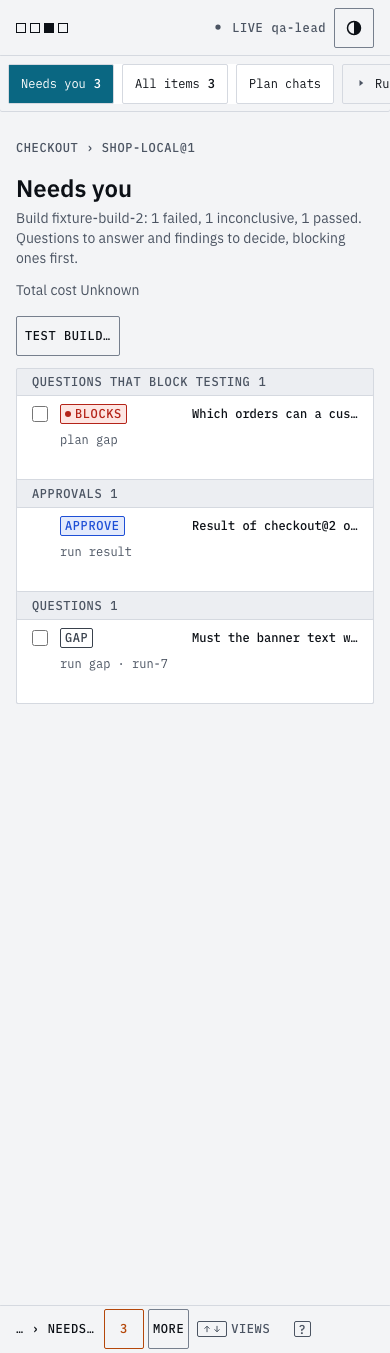 LIVE qa-lead
Needs you 3
All items 3
Plan chats
Ru
CHECKOUT › SHOP-LOCAL@1
Needs you
Build fixture-build-2: 1 failed, 1 inconclusive, 1 passed.
Questions to answer and findings to decide, blocking
ones first.
Total cost Unknown
TEST BUILD…
QUESTIONS THAT BLOCK TESTING 1
BLOCKS Which orders can a cus…
plan gap
APPROVALS 1
APPROVE Result of checkout@2 o…
run result
QUESTIONS 1
GAP Must the banner text w…
run gap · run-7
… › NEEDS… 3 MORE ↑↓ VIEWS ?